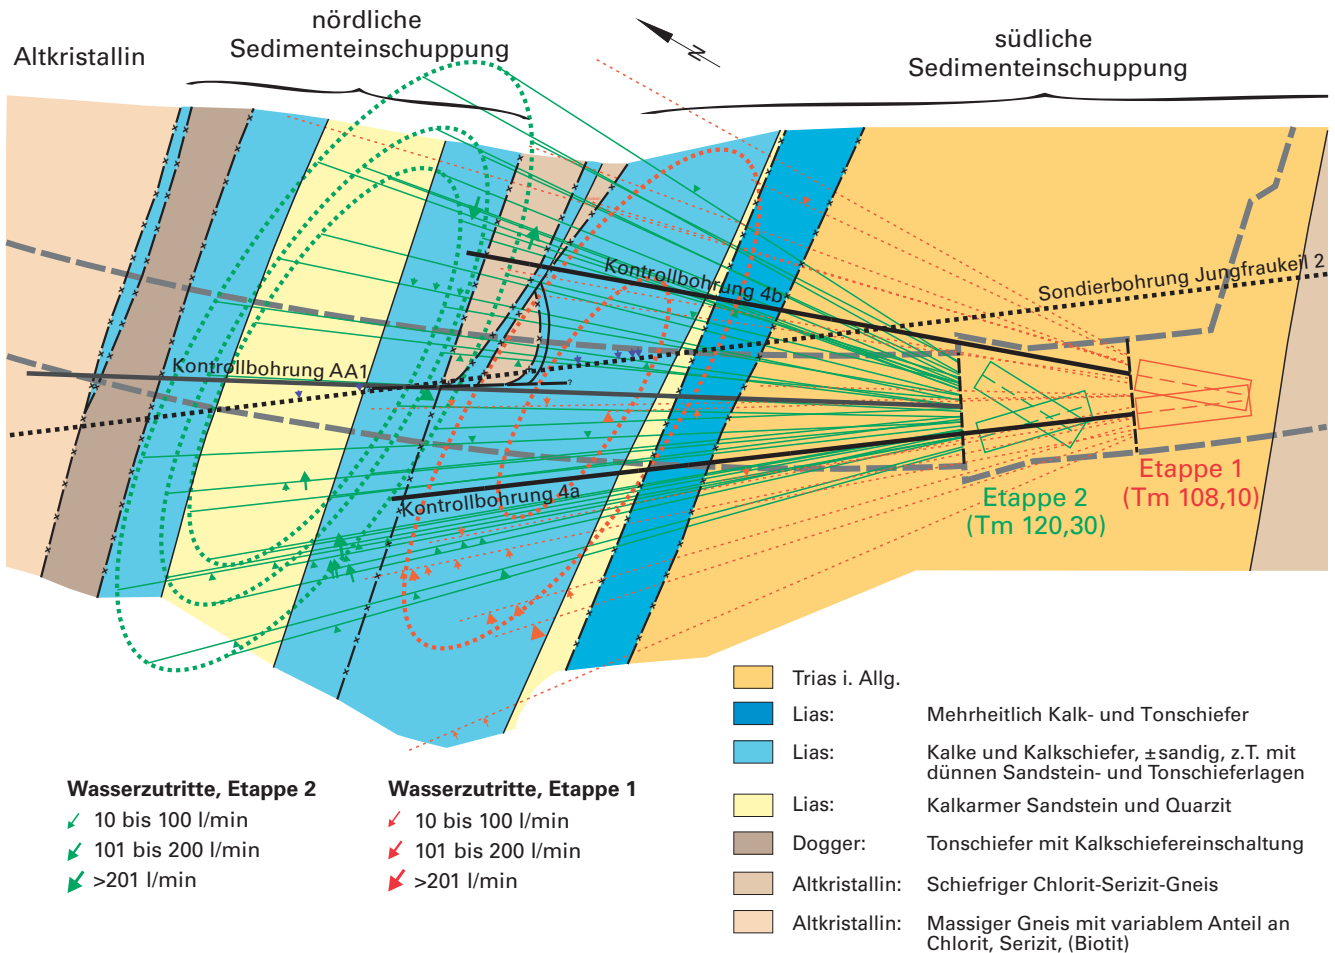 nördliche
Sedimenteinschuppung
Altkristallin
N
südliche
Sedimenteinschuppung
Kontrollbohrung 4b
Sondierbohrung Jungfraukeil 2
Kontrollbohrung AA1
?
Kontrollbohrung 4a
Etappe 1
(Tm 108,10)
Etappe 2
(Tm 120,30)
Trias i. Allg.
Lias: Mehrheitlich Kalk- und Tonschiefer
Lias: Kalke und Kalkschiefer, ±sandig, z.T. mit
dünnen Sandstein- und Tonschieferlagen
Lias: Kalkarmer Sandstein und Quarzit
Dogger: Tonschiefer mit Kalkschiefereinschaltung
Altkristallin: Schiefriger Chlorit-Serizit-Gneis
Altkristallin: Massiger Gneis mit variablem Anteil an
Chlorit, Serizit, (Biotit)
Wasserzutritte, Etappe 2
10 bis 100 l/min
101 bis 200 l/min
>201 l/min
Wasserzutritte, Etappe 1
10 bis 100 l/min
101 bis 200 l/min
>201 l/min